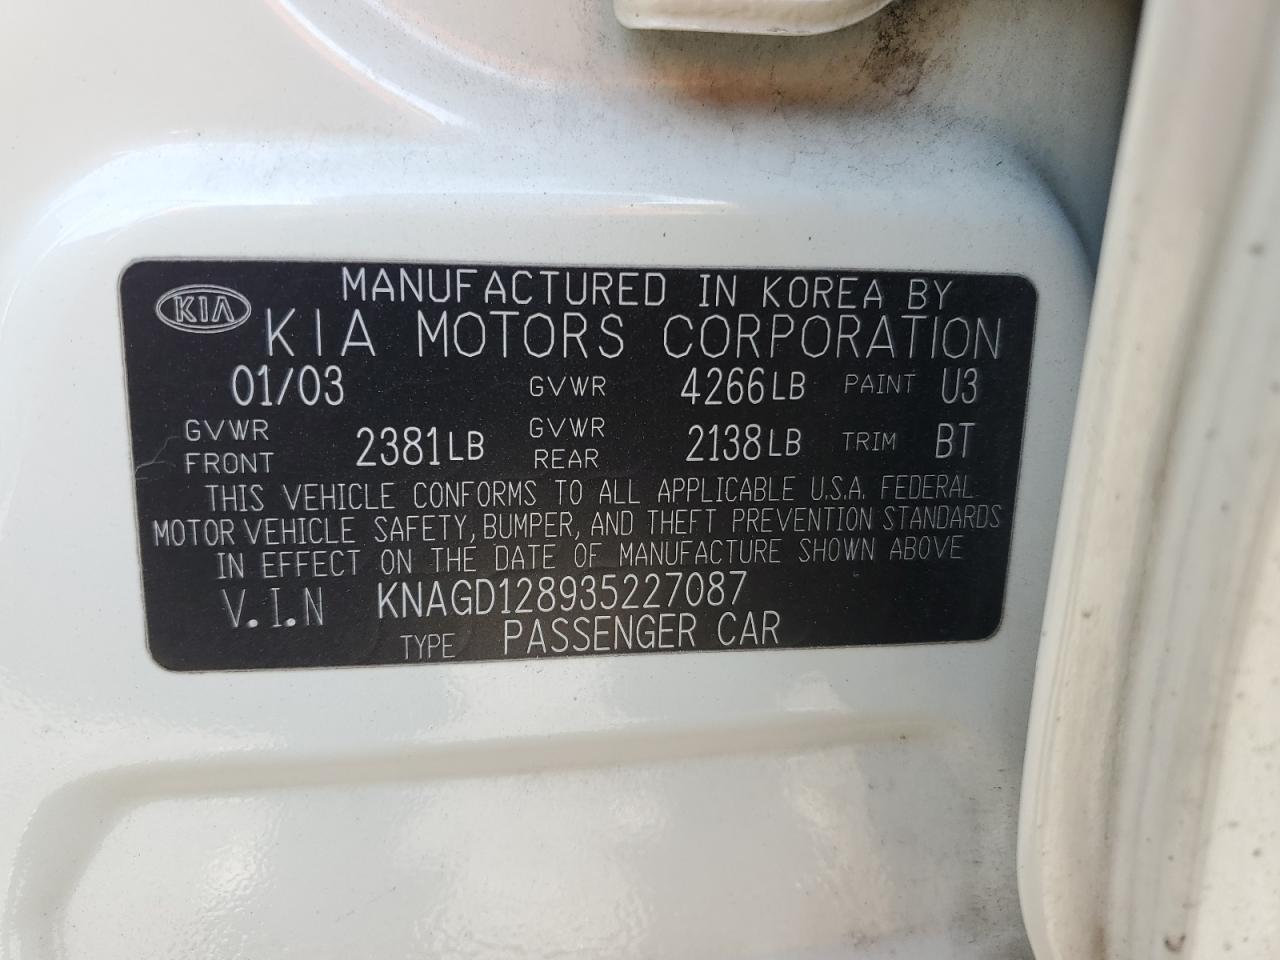 MANUFACTURED IN KOREA BY
KIA KIA MOTORS CORPORATION
01/03 GVWR 4266LB PAINT U3
GVWR FRONT 2381LB GVWR REAR 2138LB TRIM BT
THIS VEHICLE CONFORMS TO ALL APPLICABLE U.S.A. FEDERAL
MOTOR VEHICLE SAFETY, BUMPER, AND THEFT PREVENTION STANDARDS
IN EFFECT ON THE DATE OF MANUFACTURE SHOWN ABOVE
V.I.N KNAGD128935227087
TYPE PASSENGER CAR